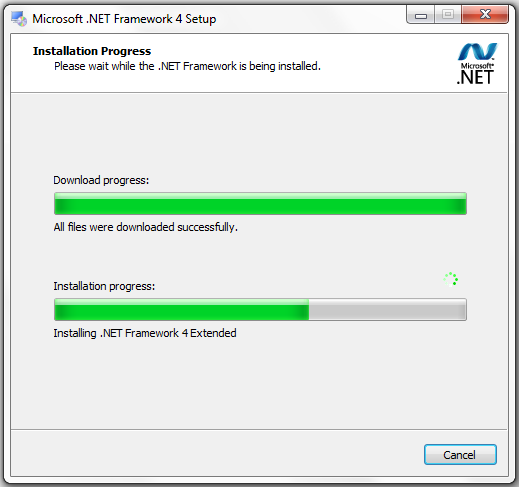 Microsoft .NET Framework 4 Setup
Installation Progress
Please wait while the .NET Framework is being installed.
Microsoft®
.NET
Download progress:
All files were downloaded successfully.
Installation progress:
Installing .NET Framework 4 Extended
Cancel